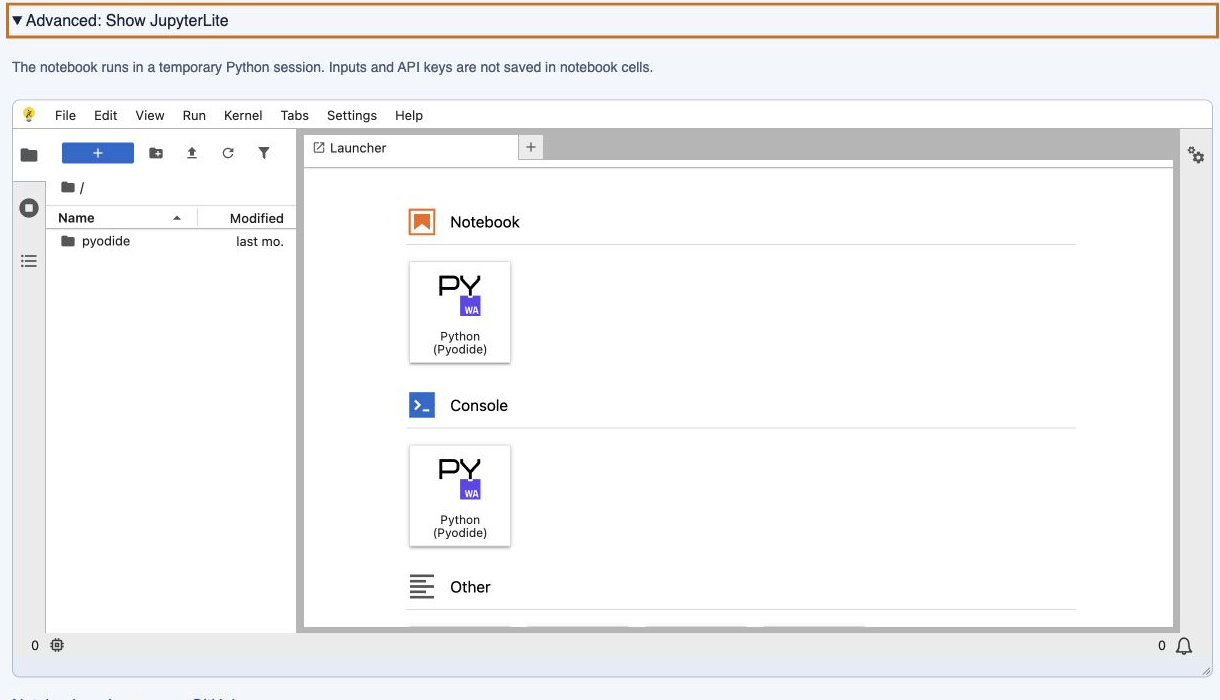 ▼ Advanced: Show JupyterLite
The notebook runs in a temporary Python session. Inputs and API keys are not saved in notebook cells.
File Edit View Run Kernel Tabs Settings Help
+
Launcher
+
/
Name Modified
pyodide last mo.
Notebook
PY
WA
Python
(Pyodide)
>_ Console
PY
WA
Python
(Pyodide)
Other
0
0